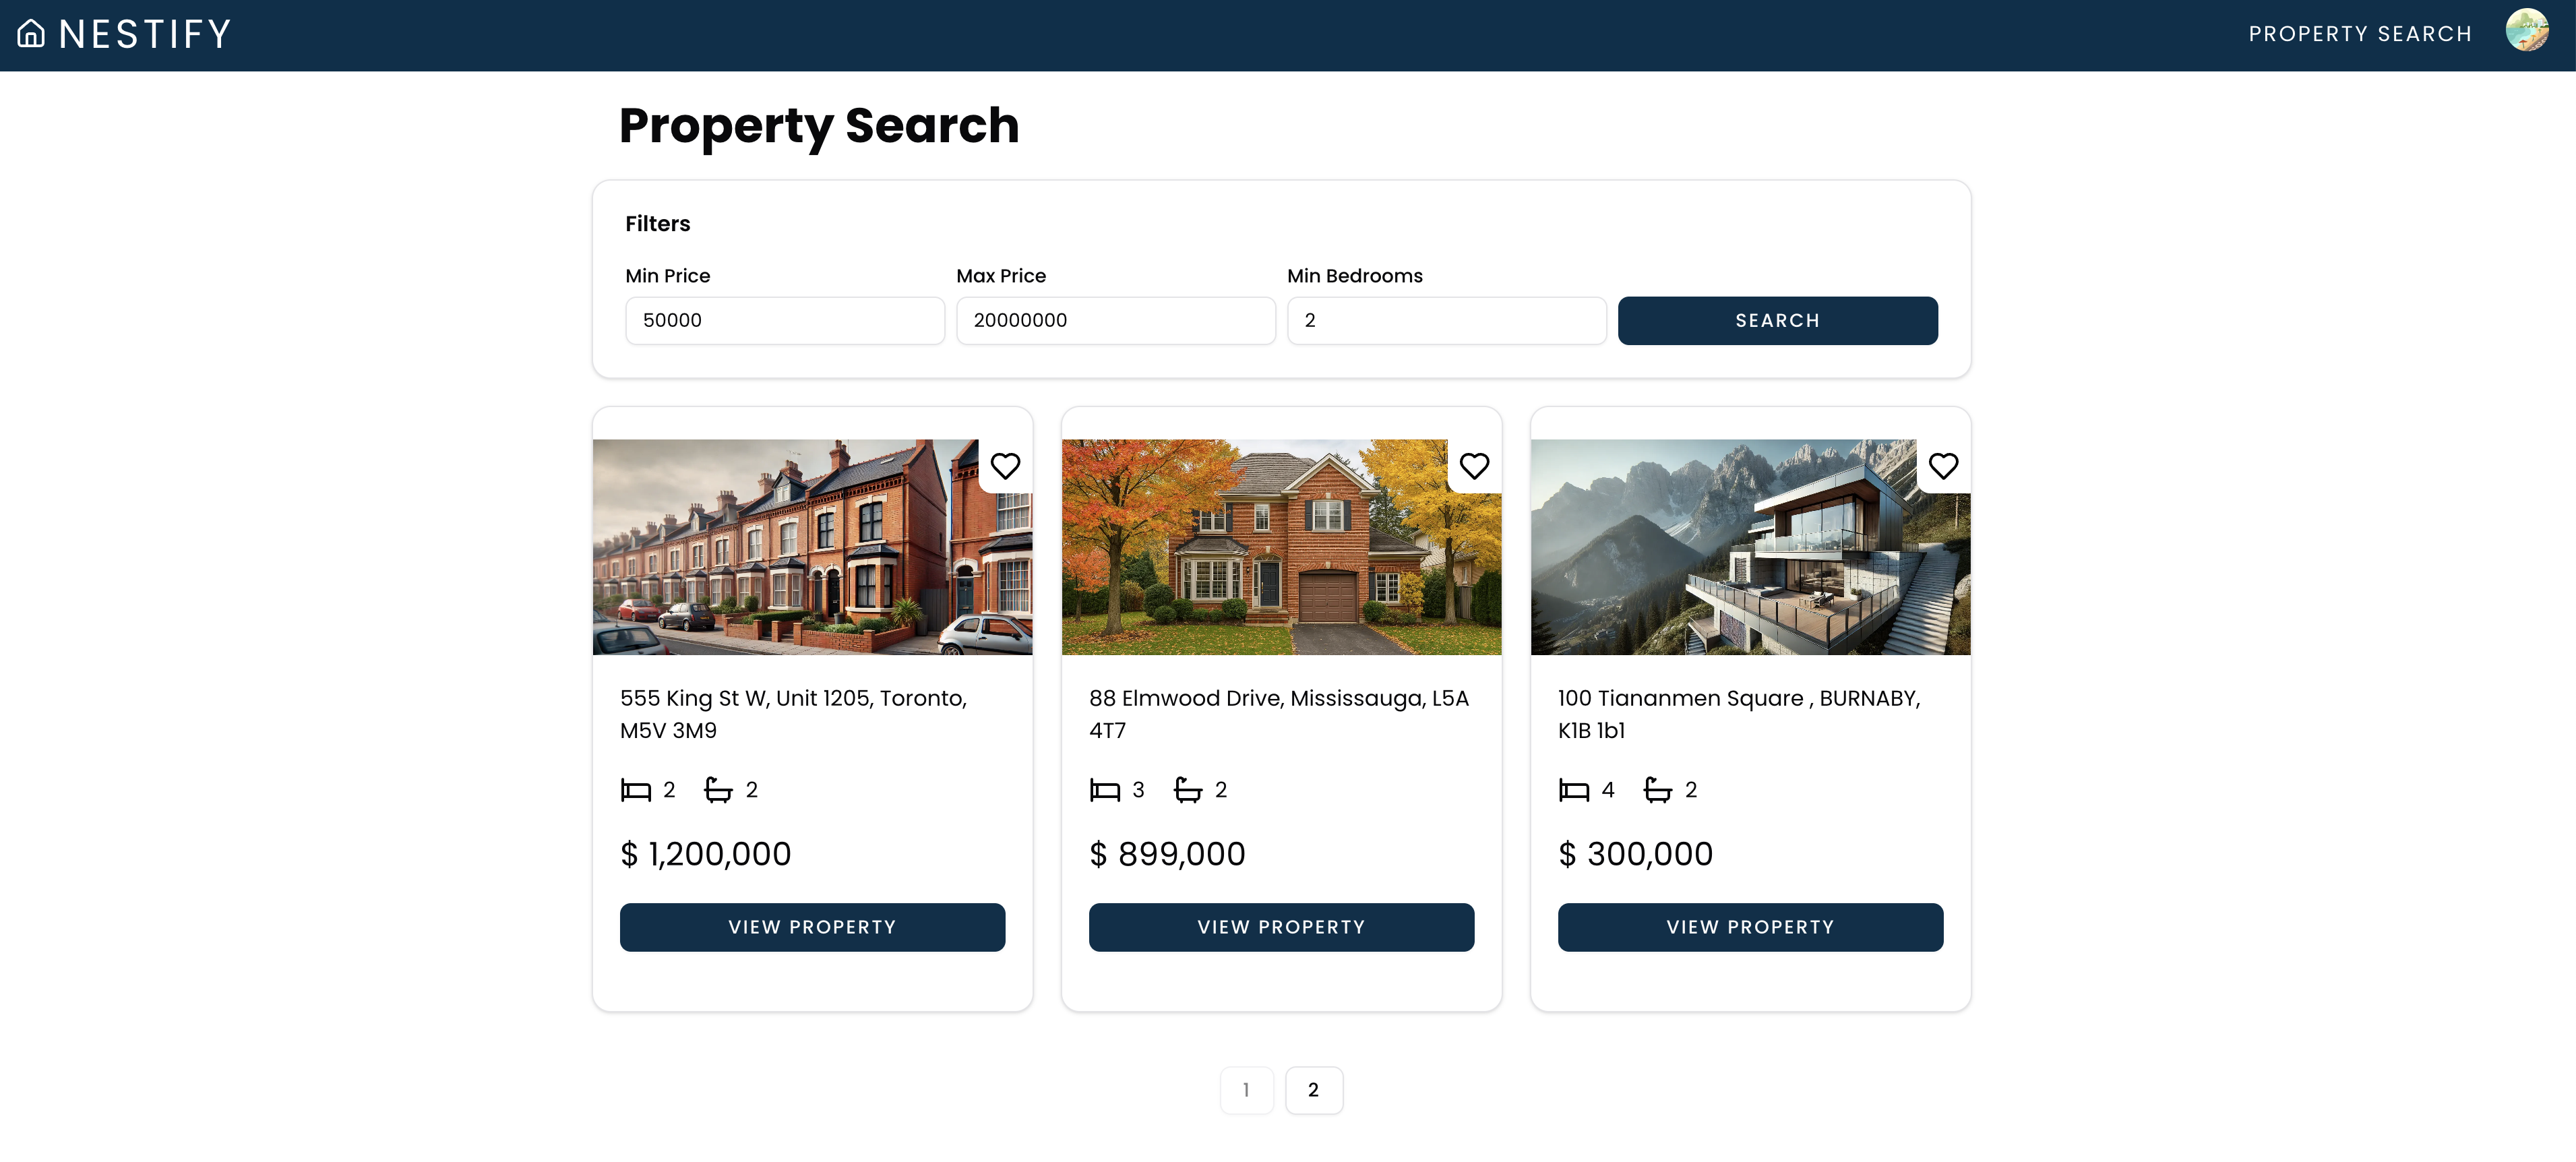 NESTIFY
PROPERTY SEARCH
Property Search
Filters
Min Price
Max Price
Min Bedrooms
50000
20000000
2
SEARCH
555 King St W, Unit 1205, Toronto,
M5V 3M9
2 2
$ 1,200,000
VIEW PROPERTY
88 Elmwood Drive, Mississauga, L5A
4T7
3 2
$ 899,000
VIEW PROPERTY
100 Tiananmen Square , BURNABY,
K1B 1b1
4 2
$ 300,000
VIEW PROPERTY
1 2